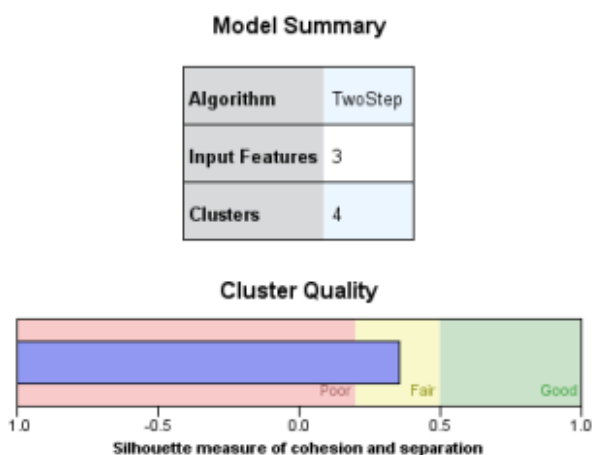 Model Summary
Algorithm TwoStep
Input Features 3
Clusters 4
Cluster Quality
Poor Fair Good
1.0 -0.5 0.0 0.5 1.0
Silhouette measure of cohesion and separation